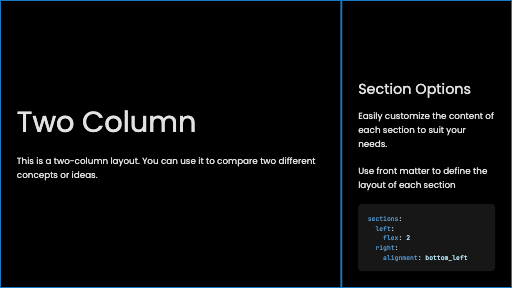 Two Column
This is a two-column layout. You can use it to compare two different
concepts or ideas.
Section Options
Easily customize the content of
each section to suit your
needs.
Use front matter to define the
layout of each section
sections:
  left:
    flex: 2
  right:
    alignment: bottom_left